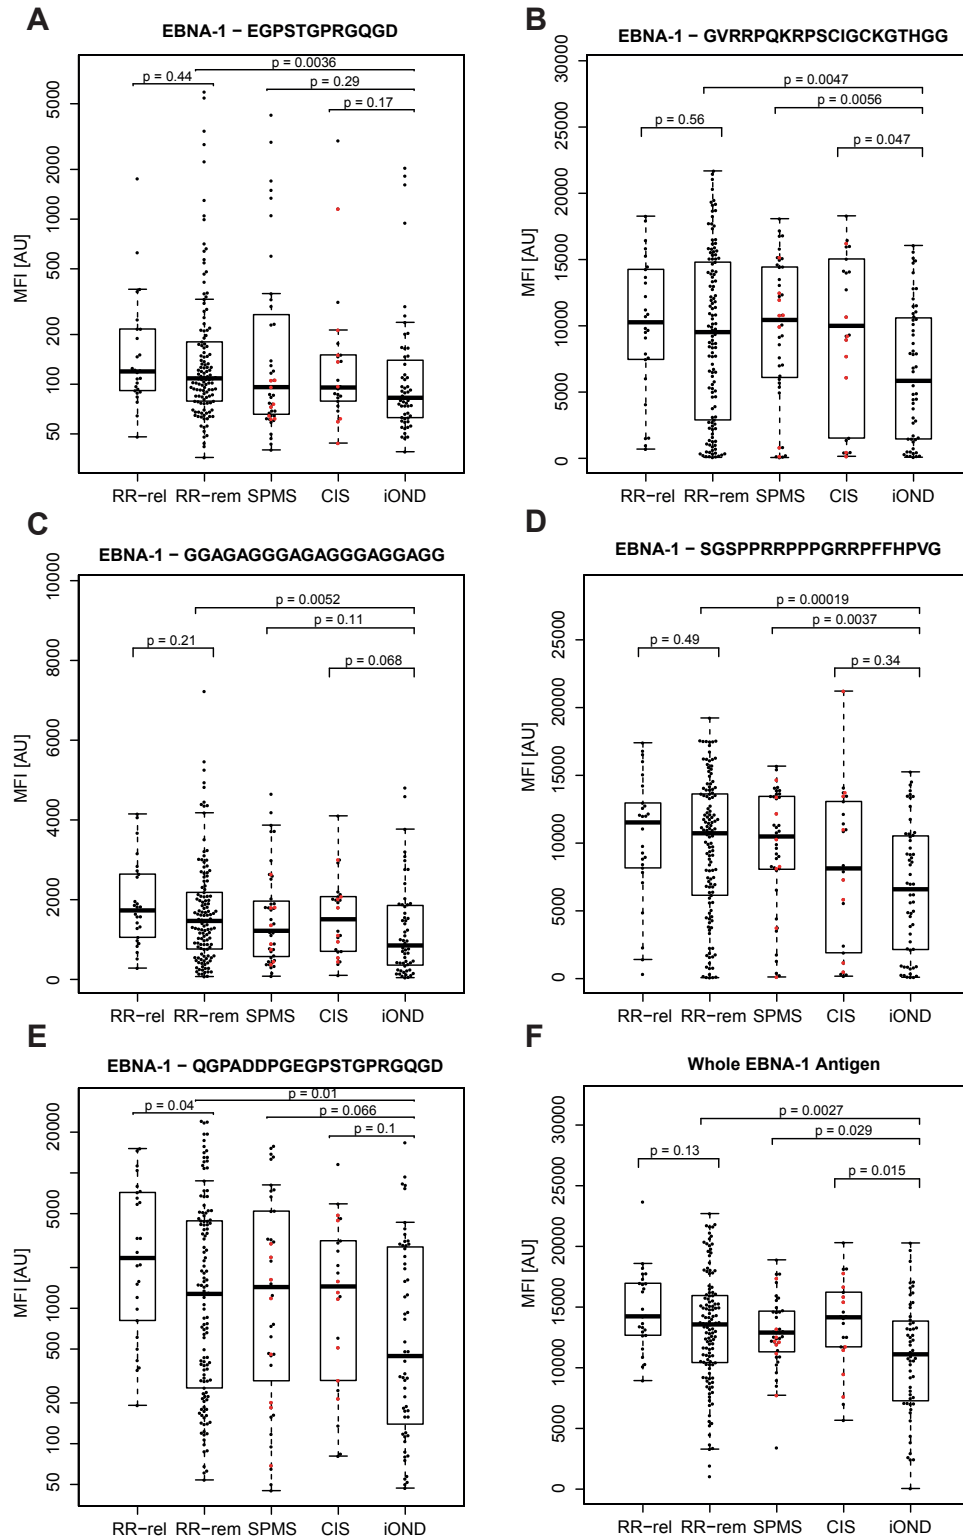 A
EBNA-1 − EGPSTGPRGQGD
p = 0.0036
p = 0.44
p = 0.29
p = 0.17
MFI [AU]
5000
2000
1000
500
200
100
50
RR−rel RR−rem SPMS CIS iOND
B
EBNA-1 − GVRRPQKRPSCIGCKGTHGG
p = 0.0047
p = 0.0056
p = 0.56
p = 0.047
MFI [AU]
30000
25000
20000
15000
10000
5000
0
RR−rel RR−rem SPMS CIS iOND
C
EBNA-1 − GGAGAGGGAGAGGGAGGAGG
p = 0.0052
p = 0.11
p = 0.21
p = 0.068
MFI [AU]
10000
8000
6000
4000
2000
0
RR−rel RR−rem SPMS CIS iOND
D
EBNA-1 − SGSPPRRPPPGRRPFFHPVG
p = 0.00019
p = 0.0037
p = 0.49
p = 0.34
MFI [AU]
25000
20000
15000
10000
5000
0
RR−rel RR−rem SPMS CIS iOND
E
EBNA-1 − QGPADDPGEGPSTGPRGQGD
p = 0.01
p = 0.04
p = 0.066
p = 0.1
MFI [AU]
20000
5000
1000
500
200
100
50
RR−rel RR−rem SPMS CIS iOND
F
Whole EBNA-1 Antigen
p = 0.0027
p = 0.029
p = 0.13
p = 0.015
MFI [AU]
30000
25000
20000
15000
10000
5000
0
RR−rel RR−rem SPMS CIS iOND